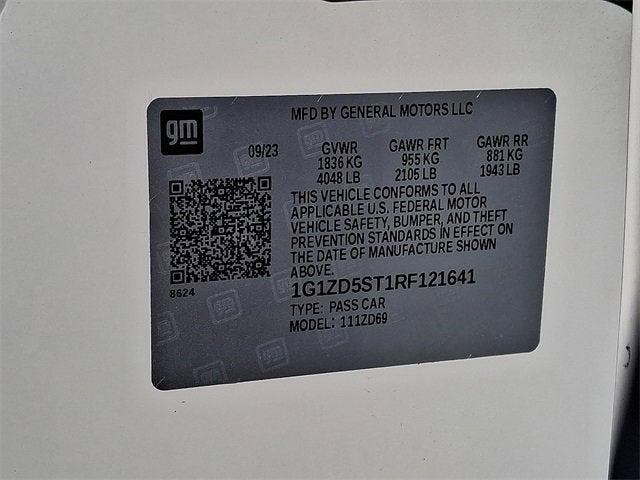 MFD BY GENERAL MOTORS LLC
gm
09/23
GVWR GAWR FRT GAWR RR
1836 KG 955 KG 881 KG
4048 LB 2105 LB 1943 LB
THIS VEHICLE CONFORMS TO ALL
APPLICABLE U.S. FEDERAL MOTOR
VEHICLE SAFETY, BUMPER, AND THEFT
PREVENTION STANDARDS IN EFFECT ON
THE DATE OF MANUFACTURE SHOWN
ABOVE.
8624
1G1ZD5ST1RF121641
TYPE: PASS CAR
MODEL: 111ZD69